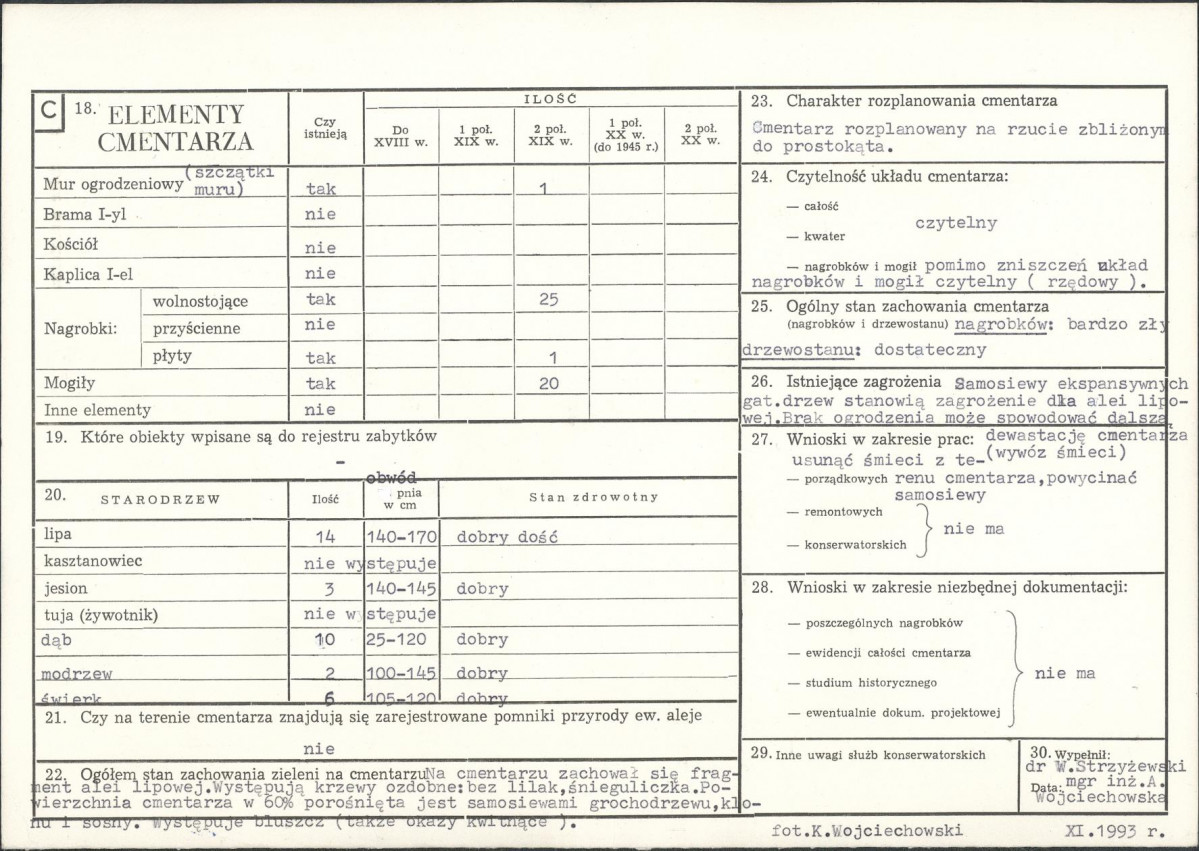 C 18. ELEMENTY CMENTARZA
Czy istnieją
ILOŚĆ
Do XVIII w.
1 poł. XIX w.
2 poł. XIX w.
1 poł. XX w. (do 1945 r.)
2 poł. XX w.
Mur ogrodzeniowy (szczątki muru) tak 1
Brama I-yl nie
Kościół nie
Kaplica I-el nie
Nagrobki:
wolnostojące tak 25
przyścienne nie
płyty tak 1
Mogiły tak 20
Inne elementy nie
19. Które obiekty wpisane są do rejestru zabytków
–
20. STARODRZEW Ilość obwód pnia w cm Stan zdrowotny
lipa 14 140-170 dobry dość
kasztanowiec nie występuje
jesion 3 140-145 dobry
tuja (żywotnik) nie występuje
dąb 10 25-120 dobry
modrzew 2 100-145 dobry
świerk 6 105-120 dobry
21. Czy na terenie cmentarza znajdują się zarejestrowane pomniki przyrody ew. aleje
nie
22. Ogółem stan zachowania zieleni na cmentarzu Na cmentarzu zachował się frag-
ment alei lipowej.Występują krzewy ozdobne:bez lilak,śnieguliczka.Po-
wierzchnia cmentarza w 60% porośnięta jest samosiewami grochodrzewu,klo-
nu i sosny. Występuje bluszcz (także okazy kwitnące ).
23. Charakter rozplanowania cmentarza
Cmentarz rozplanowany na rzucie zbliżonym
do prostokąta.
24. Czytelność układu cmentarza:
— całość
czytelny
— kwater
— nagrobków i mogił pomimo zniszczeń układ
nagrobków i mogił czytelny ( rzędowy ).
25. Ogólny stan zachowania cmentarza
(nagrobków i drzewostanu) nagrobków: bardzo zły
drzewostanu: dostateczny
26. Istniejące zagrożenia Samosiewy ekspansywnych
gat.drzew stanowią zagrożenie dla alei lipo-
wej.Brak ogrodzenia może spowodować dalszą
dewastację cmentarza
27. Wnioski w zakresie prac: (wywóz śmieci)
usunąć śmieci z te-
— porządkowych renu cmentarza,powycinać
samosiewy
— remontowych
nie ma
— konserwatorskich
28. Wnioski w zakresie niezbędnej dokumentacji:
— poszczególnych nagrobków
— ewidencji całości cmentarza
— studium historycznego
nie ma
— ewentualnie dokum. projektowej
29. Inne uwagi służb konserwatorskich
30. Wypełnił:
dr W.Strzyżewski
mgr inż.A.
Data: Wojciechowska
fot.K.Wojciechowski XI.1993 r.